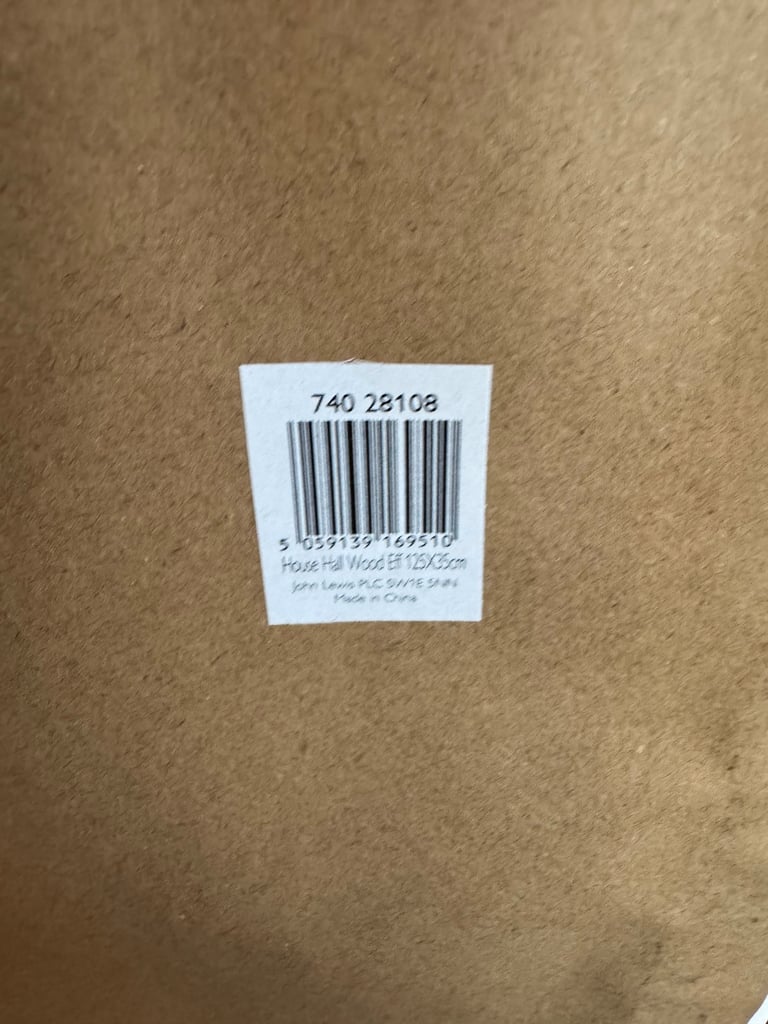 740 28108
5 059139 169510
House Hall Wood Eff 125X35cm
John Lewis PLC SW1E 5NN
Made in China